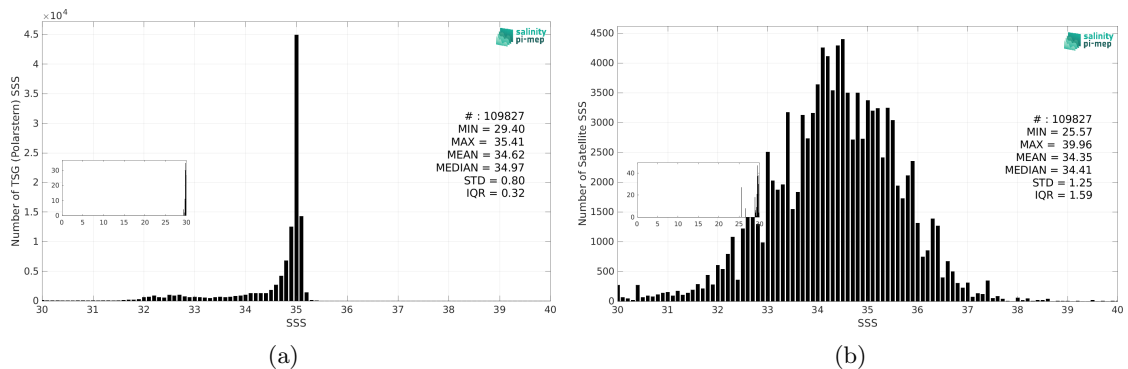 ×10^4
4.5
4
3.5
3
2.5
2
1.5
1
0.5
0
Number of TSG (Polarstern) SSS
salinity
pi-mep
# : 109827
MIN = 29.40
MAX = 35.41
MEAN = 34.62
MEDIAN = 34.97
STD = 0.80
IQR = 0.32
30
20
10
0
0 5 10 15 20 25 30
30 31 32 33 34 35 36 37 38 39 40
SSS
(a)
4500
4000
3500
3000
2500
2000
1500
1000
500
0
Number of Satellite SSS
salinity
pi-mep
# : 109827
MIN = 25.57
MAX = 39.96
MEAN = 34.35
MEDIAN = 34.41
STD = 1.25
IQR = 1.59
40
20
0
0 5 10 15 20 25 30
30 31 32 33 34 35 36 37 38 39 40
SSS
(b)